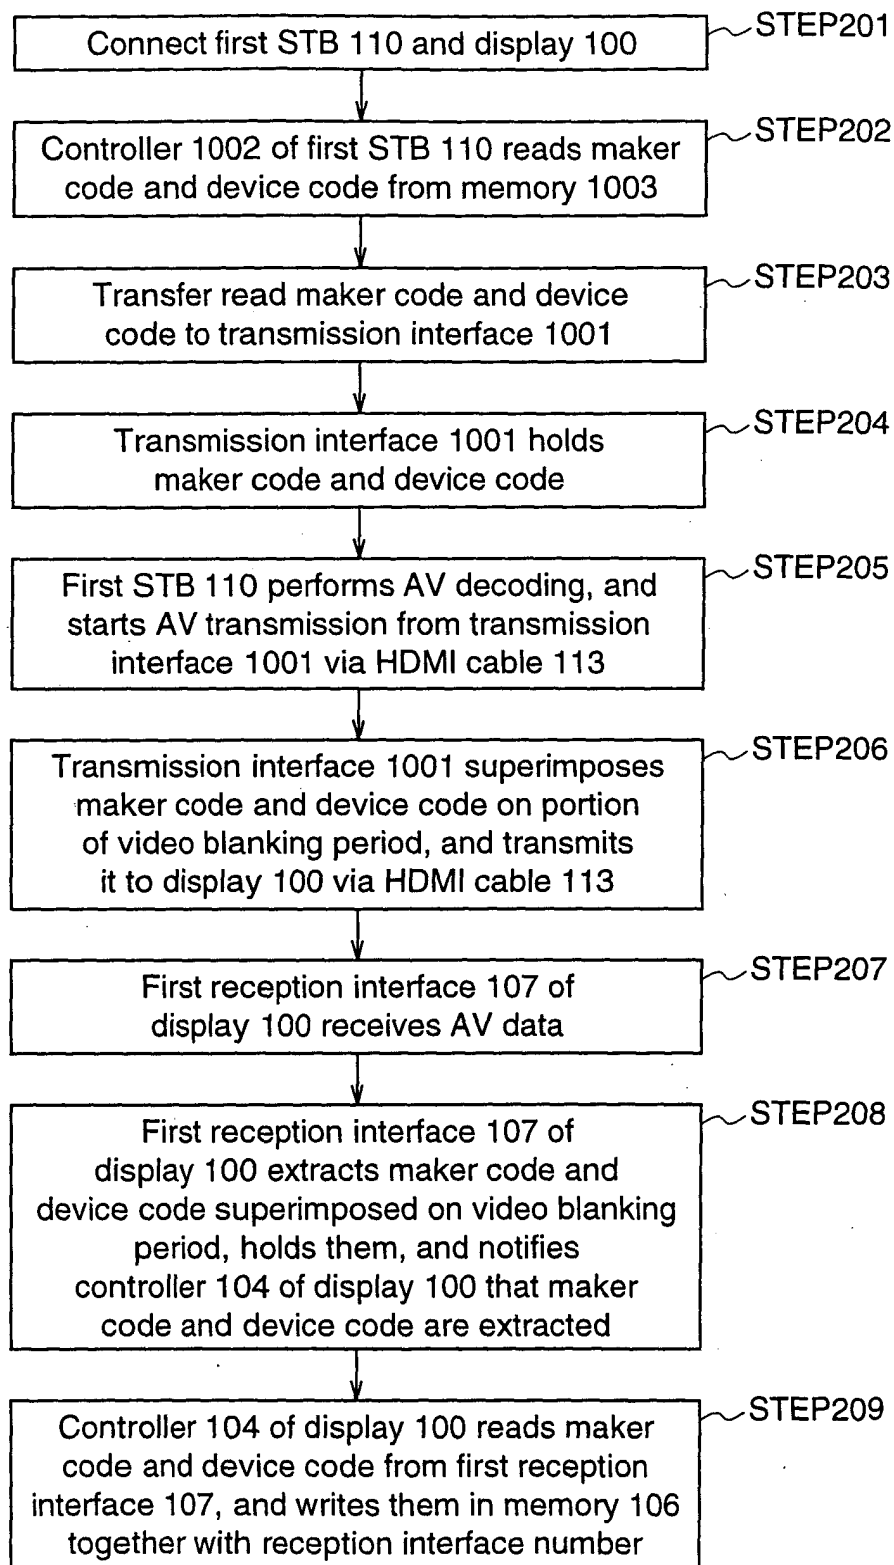 Connect first STB 110 and display 100
STEP201
Controller 1002 of first STB 110 reads maker
code and device code from memory 1003
STEP202
Transfer read maker code and device
code to transmission interface 1001
STEP203
Transmission interface 1001 holds
maker code and device code
STEP204
First STB 110 performs AV decoding, and
starts AV transmission from transmission
interface 1001 via HDMI cable 113
STEP205
Transmission interface 1001 superimposes
maker code and device code on portion
of video blanking period, and transmits
it to display 100 via HDMI cable 113
STEP206
First reception interface 107 of
display 100 receives AV data
STEP207
First reception interface 107 of
display 100 extracts maker code and
device code superimposed on video blanking
period, holds them, and notifies
controller 104 of display 100 that maker
code and device code are extracted
STEP208
Controller 104 of display 100 reads maker
code and device code from first reception
interface 107, and writes them in memory 106
together with reception interface number
STEP209